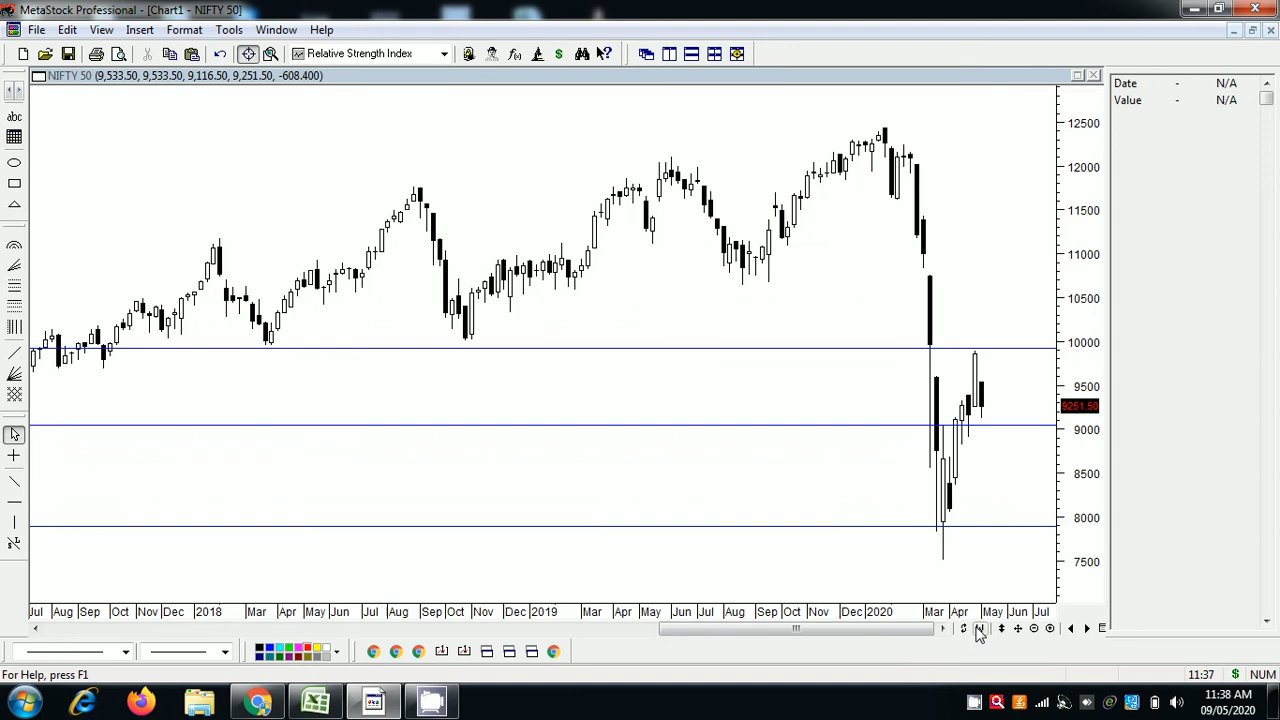 MetaStock Professional - [Chart1 - NIFTY 50]
File Edit View Insert Format Tools Window Help
Relative Strength Index
NIFTY 50 (9,533.50, 9,533.50, 9,116.50, 9,251.50, -608.400)
Date - N/A
Value - N/A
abc
12500
12000
11500
11000
10500
10000
9500
9251.50
9000
8500
8000
7500
Jul Aug Sep Oct Nov Dec 2018 Mar Apr May Jun Jul Aug Sep Oct Nov Dec 2019 Mar Apr May Jun Jul Aug Sep Oct Nov Dec 2020 Mar Apr May Jun Jul
For Help, press F1
11:37 $ NUM
11:38 AM
09/05/2020